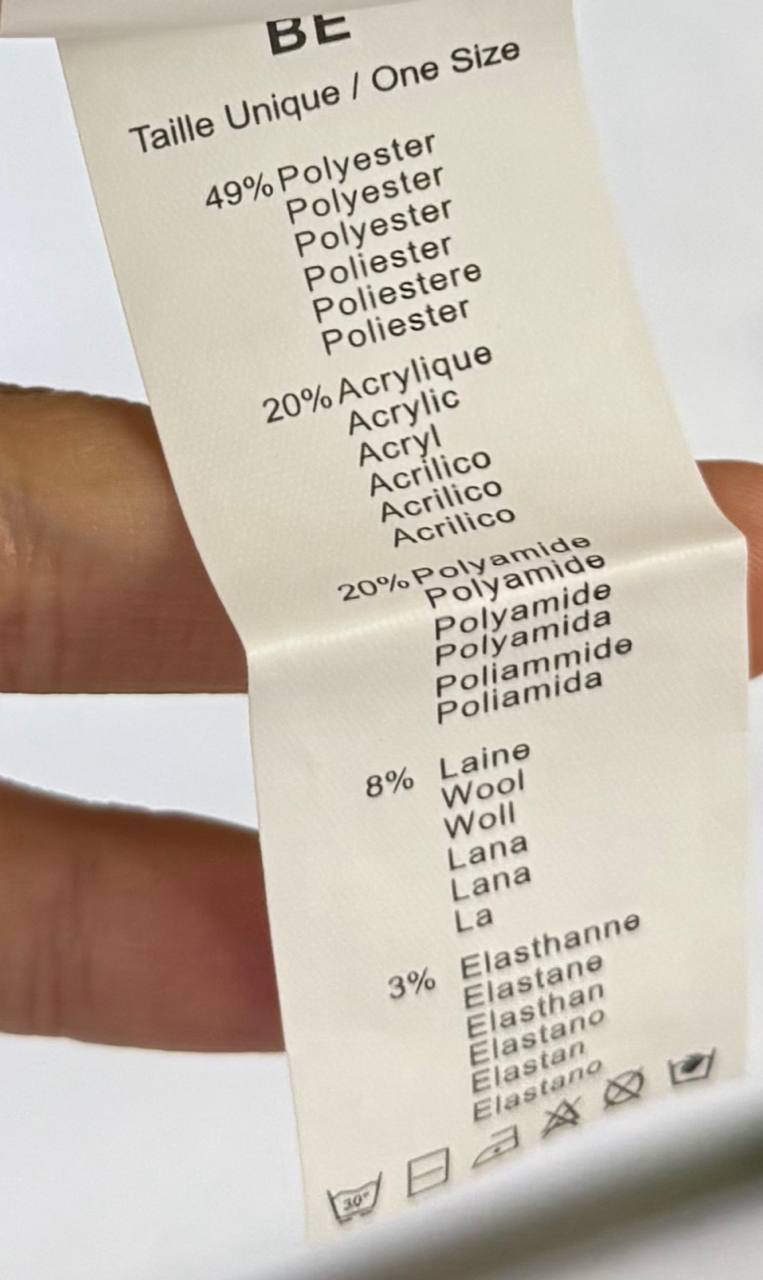 BE
Taille Unique / One Size
49% Polyester
Polyester
Polyester
Poliester
Poliestere
Poliester
20% Acrylique
Acrylic
Acryl
Acrilico
Acrilico
Acrilico
20% Polyamide
Polyamide
Polyamide
Polyamida
Poliammide
Poliamida
8% Laine
Wool
Woll
Lana
Lana
La
3% Elasthanne
Elastane
Elasthan
Elastano
Elastan
Elastano
30°